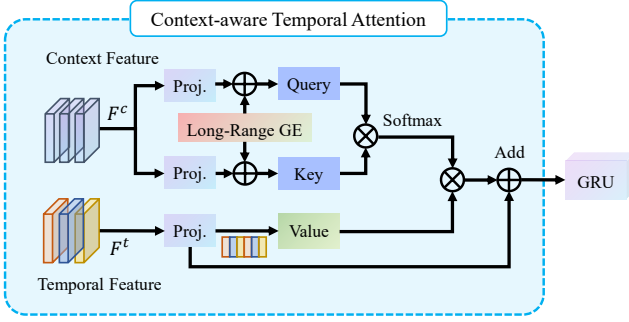 Context-aware Temporal Attention
Context Feature
F^c
Proj.
Query
Long-Range GE
Softmax
Proj.
Key
Add
GRU
F^t
Proj.
Value
Temporal Feature